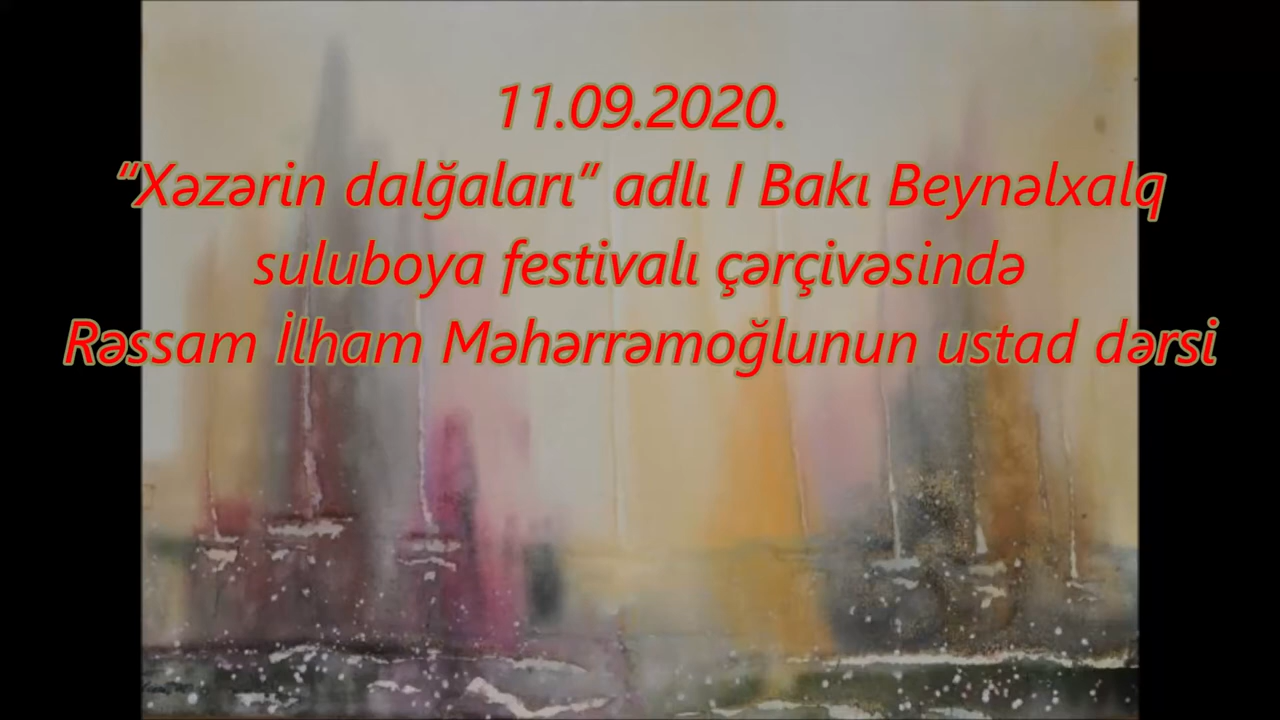 11.09.2020.
“Xəzərin dalğaları” adlı I Bakı Beynəlxalq
suluboya festivalı çərçivəsində
Rəssam İlham Məhərrəmoğlunun ustad dərsi